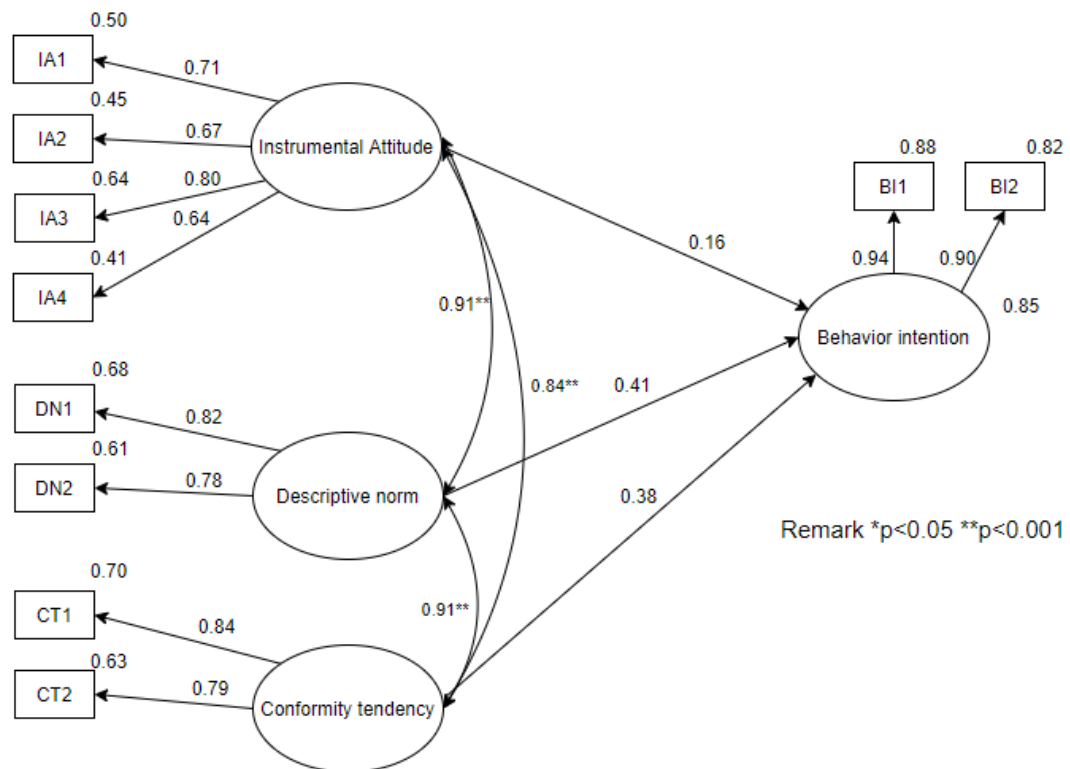 0.50
IA1
0.71
0.45
IA2
0.67
Instrumental Attitude
0.64
IA3
0.80
0.64
0.41
IA4
0.88
0.82
BI1
BI2
0.16
0.94
0.90
0.91**
0.85
Behavior intention
0.68
DN1
0.82
0.84**
0.41
0.61
DN2
0.78
Descriptive norm
0.38
Remark *p<0.05 **p<0.001
0.70
CT1
0.84
0.91**
0.63
CT2
0.79
Conformity tendency